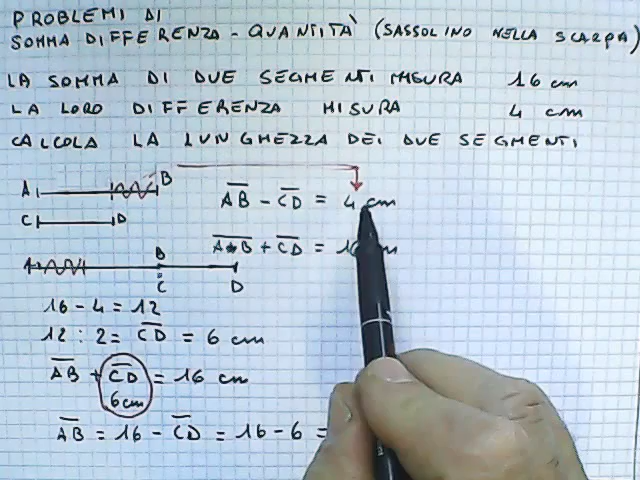 PROBLEMI DI
SOMMA DIFFERENZA - QUANTITÀ (SASSOLINO NELLA SCARPA)
LA SOMMA DI DUE SEGMENTI MISURA 16 cm
LA LORO DIFFERENZA MISURA 4 cm
CALCOLA LA LUNGHEZZA DEI DUE SEGMENTI
A B
C D
AB - CD = 4 cm
AB + CD = 16 cm
A B
C D
16 - 4 = 12
12 : 2 = CD = 6 cm
AB + CD = 16 cm
6cm
AB = 16 - CD = 16 - 6 =